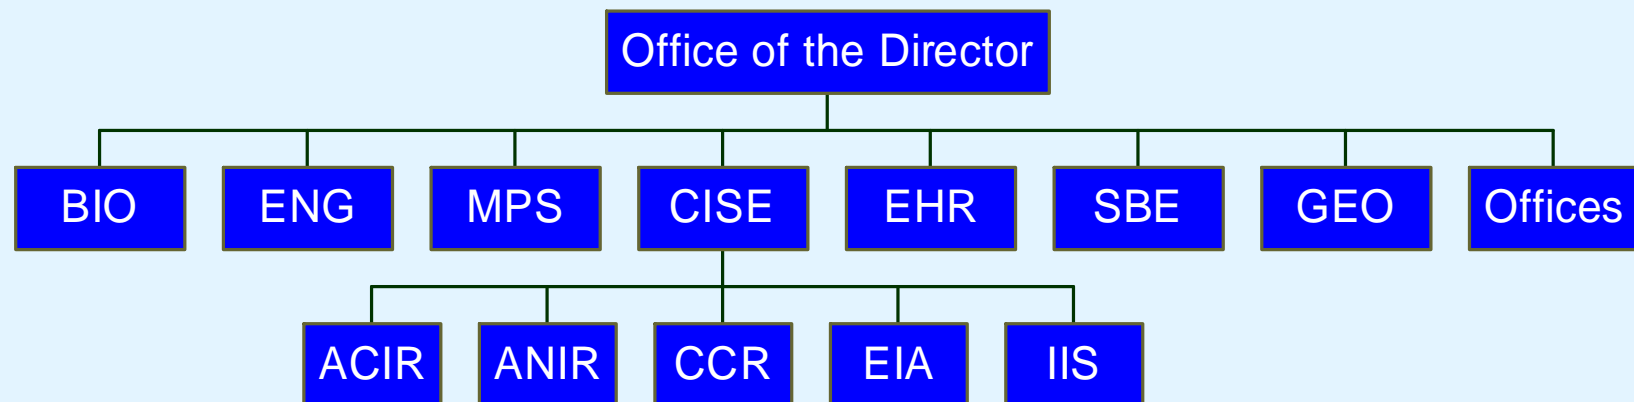 Office of the Director
BIO ENG MPS CISE EHR SBE GEO Offices
ACIR ANIR CCR EIA IIS